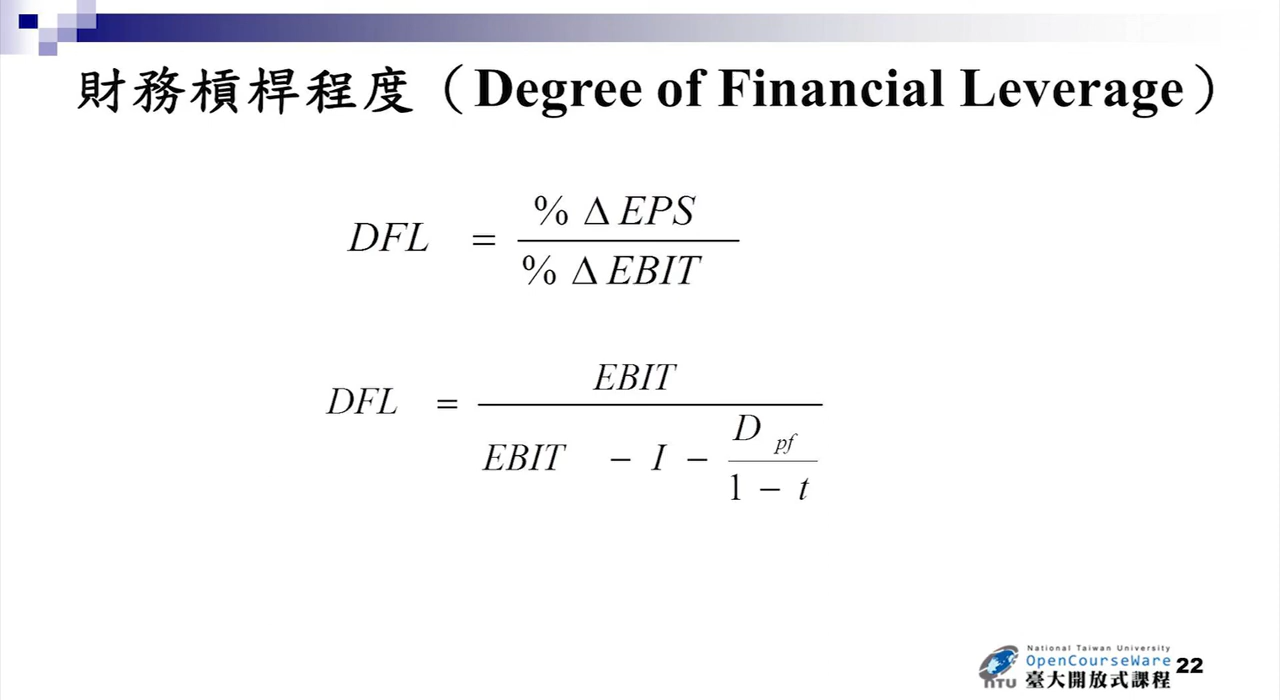 財務槓桿程度（Degree of Financial Leverage）
DFL = % Δ EPS / % Δ EBIT
DFL = EBIT / EBIT − I − D pf / 1 − t
National Taiwan University
OpenCourseWare
NTU 臺大開放式課程
22